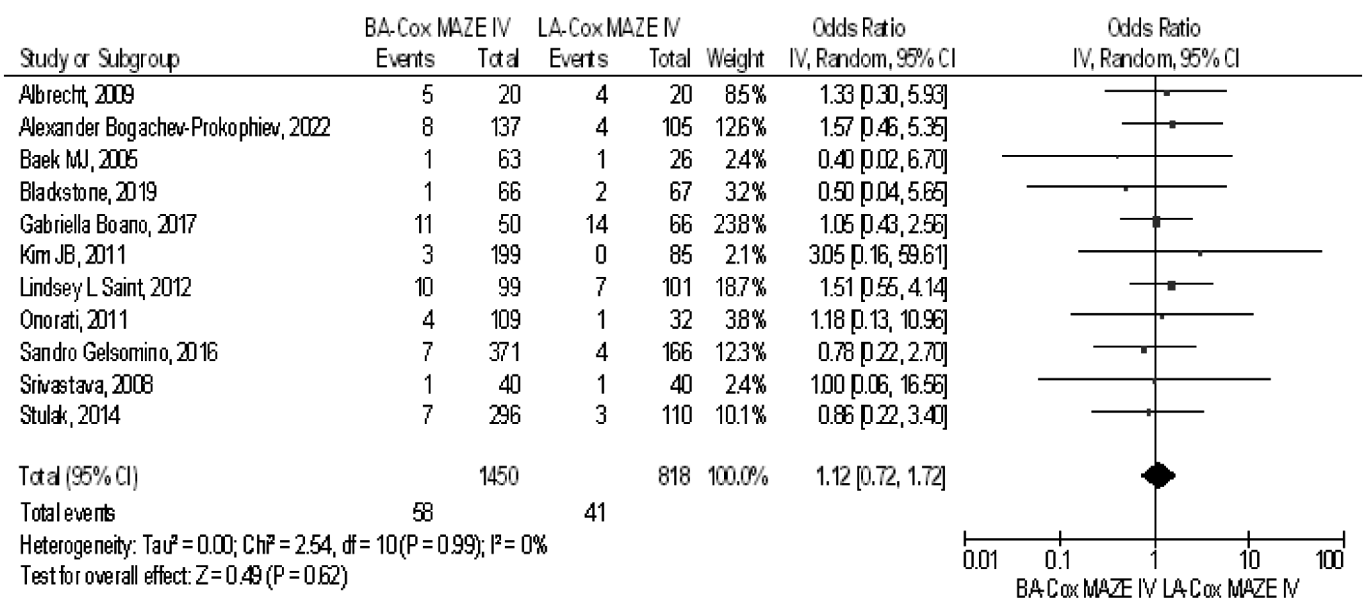 BA-Cox MAZE IV LA-Cox MAZE IV Odds Ratio Odds Ratio
Study or Subgroup Events Total Events Total Weight IV, Random, 95% CI IV, Random, 95% CI
Albrecht, 2009 5 20 4 20 8.5% 1.33 [0.30, 5.93]
Alexander Bogachev-Prokophiev, 2022 8 137 4 105 12.6% 1.57 [0.46, 5.35]
Baek MJ, 2005 1 63 1 26 2.4% 0.40 [0.02, 6.70]
Blackstone, 2019 1 66 2 67 3.2% 0.50 [0.04, 5.65]
Gabriella Boano, 2017 11 50 14 66 23.8% 1.05 [0.43, 2.56]
Kim JB, 2011 3 199 0 85 2.1% 3.05 [0.16, 59.61]
Lindsey L Saint, 2012 10 99 7 101 18.7% 1.51 [0.55, 4.14]
Onorati, 2011 4 109 1 32 3.8% 1.18 [0.13, 10.96]
Sandro Gelsomino, 2016 7 371 4 166 12.3% 0.78 [0.22, 2.70]
Srivastava, 2008 1 40 1 40 2.4% 1.00 [0.06, 16.56]
Stulak, 2014 7 296 3 110 10.1% 0.86 [0.22, 3.40]
Total (95% CI) 1450 818 100.0% 1.12 [0.72, 1.72]
Total events 58 41
Heterogeneity: Tau² = 0.00; Chi² = 2.54, df = 10 (P = 0.99); I² = 0%
Test for overall effect: Z = 0.49 (P = 0.62)
0.01 0.1 1 10 100
BA-Cox MAZE IV LA-Cox MAZE IV